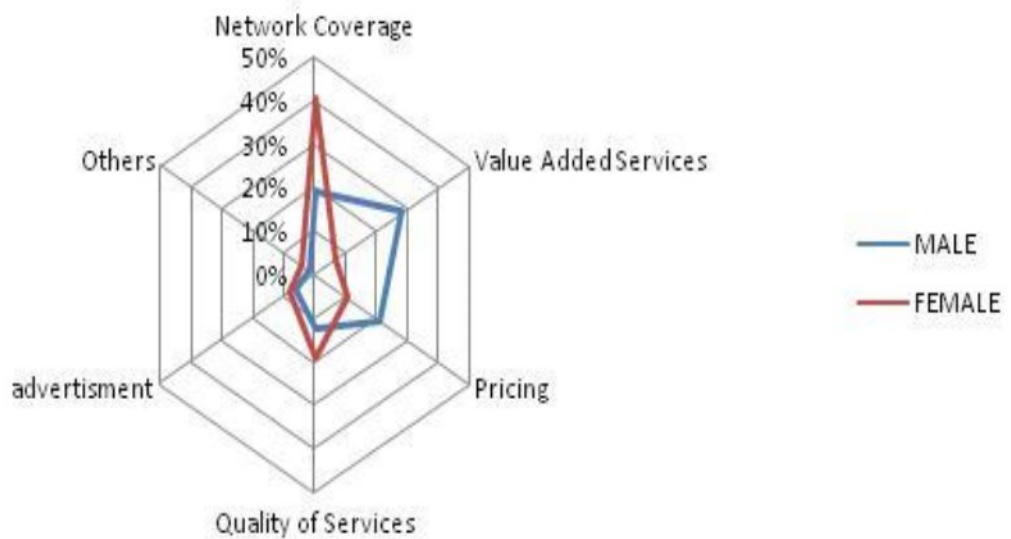 Network Coverage
50%
40%
30%
20%
10%
0%
Value Added Services
Pricing
Quality of Services
advertisment
Others
MALE
FEMALE